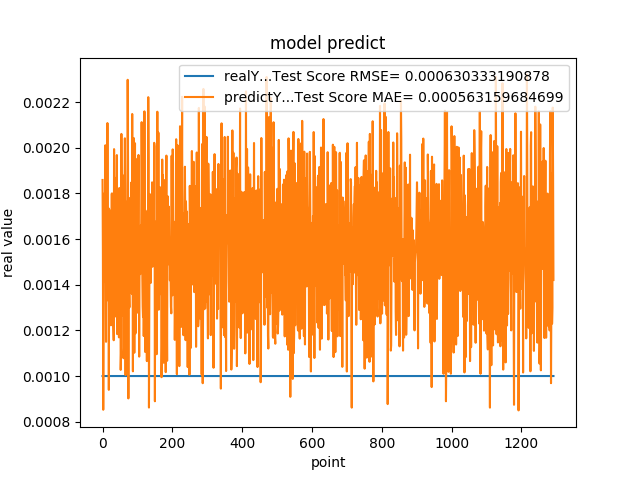 model predict
realY...Test Score RMSE= 0.000630333190878
predictY...Test Score MAE= 0.000563159684699
0.0022
0.0020
0.0018
0.0016
0.0014
0.0012
0.0010
0.0008
real value
0 200 400 600 800 1000 1200
point